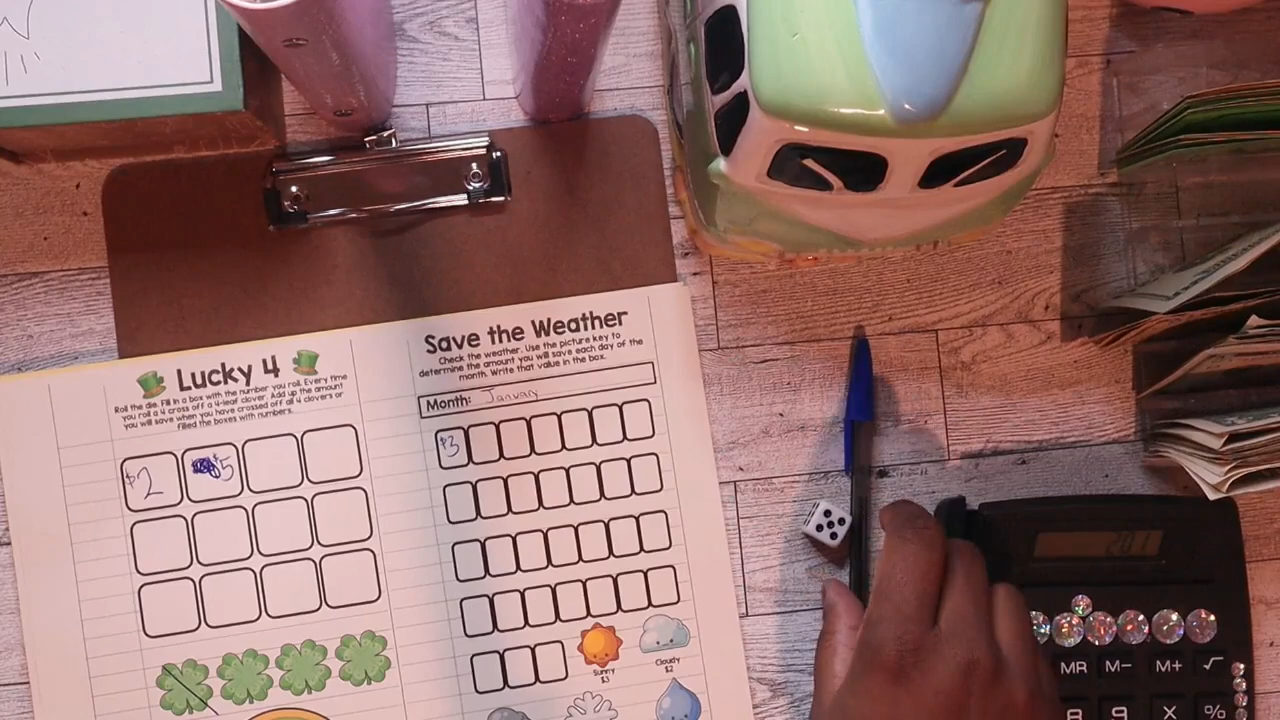 Lucky 4
Roll the die. Fill in a box with the number you roll. Every time
you roll a 4 cross off a 4-leaf clover. Add up the amount
you will save when you have crossed off all 4 clovers or
filled the boxes with numbers.
$2 $5
Save the Weather
Check the weather. Use the picture key to
determine the amount you will save each day of the
month. Write that value in the box.
Month: January
$3
Sunny
$3
Cloudy
$2
201
MR M- M+ √
8 9 X %